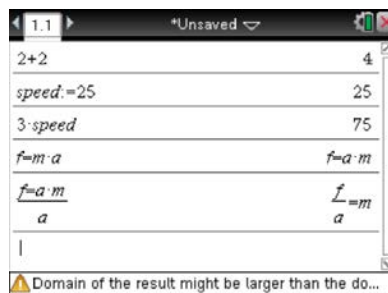 1.1 *Unsaved
2+2 4
speed:=25 25
3·speed 75
f=m·a f=a·m
f=a·m
a
f
a
=m
Domain of the result might be larger than the do...